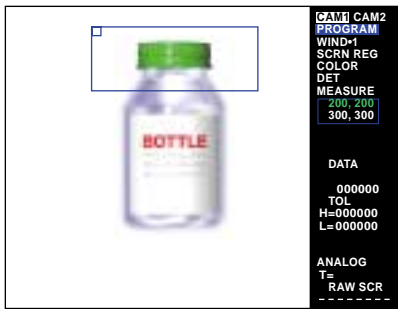 BOTTLE
CAM1 CAM2
PROGRAM
WIND•1
SCRN REG
COLOR
DET
MEASURE
200, 200
300, 300
DATA
000000
TOL
H=000000
L=000000
ANALOG
T=
RAW SCR
--------